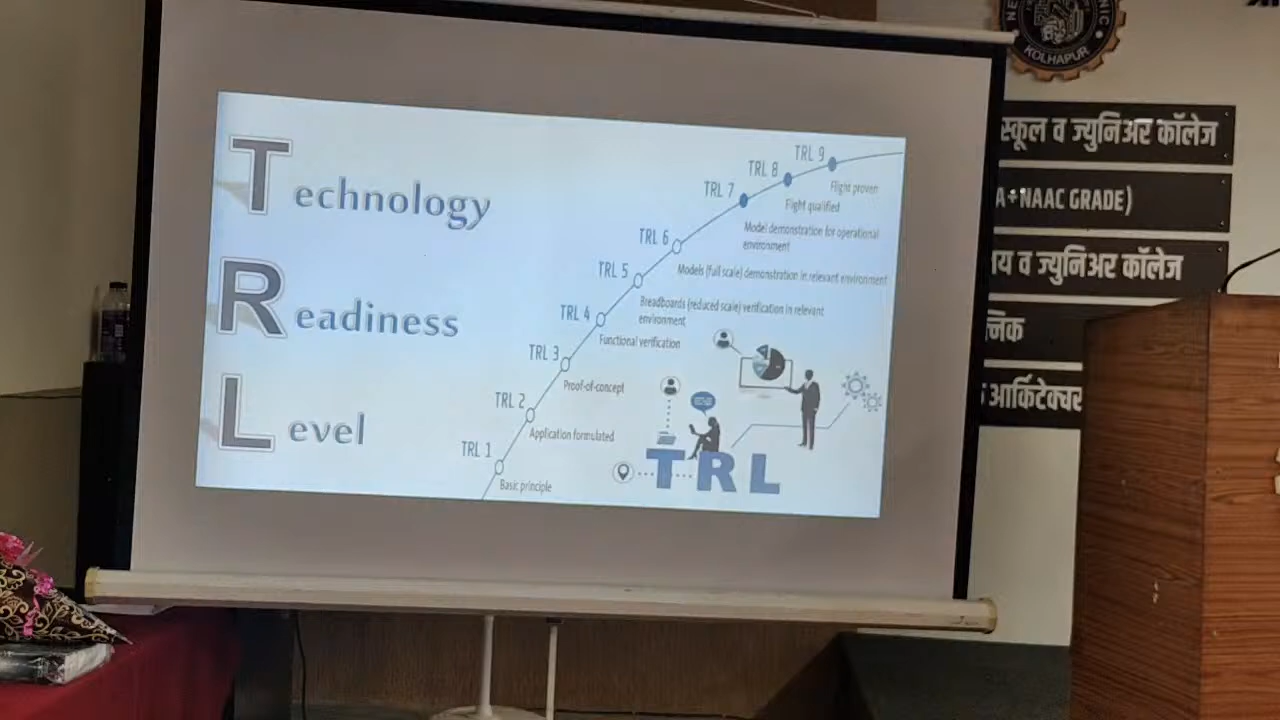 Technology
Readiness
Level
TRL 9
Flight proven
TRL 8
Flight qualified
TRL 7
Model demonstration for operational
environment
TRL 6
Models (full scale) demonstration in relevant environment
TRL 5
Breadboards (reduced scale) verification in relevant
environment
TRL 4
Functional verification
TRL 3
Proof-of-concept
TRL 2
Application formulated
TRL 1
Basic principle
TRL
KOLHAPUR
स्कूल व ज्युनिअर कॉलेज
A+NAAC GRADE)
य व ज्युनिअर कॉलेज
आर्किटेक्चर